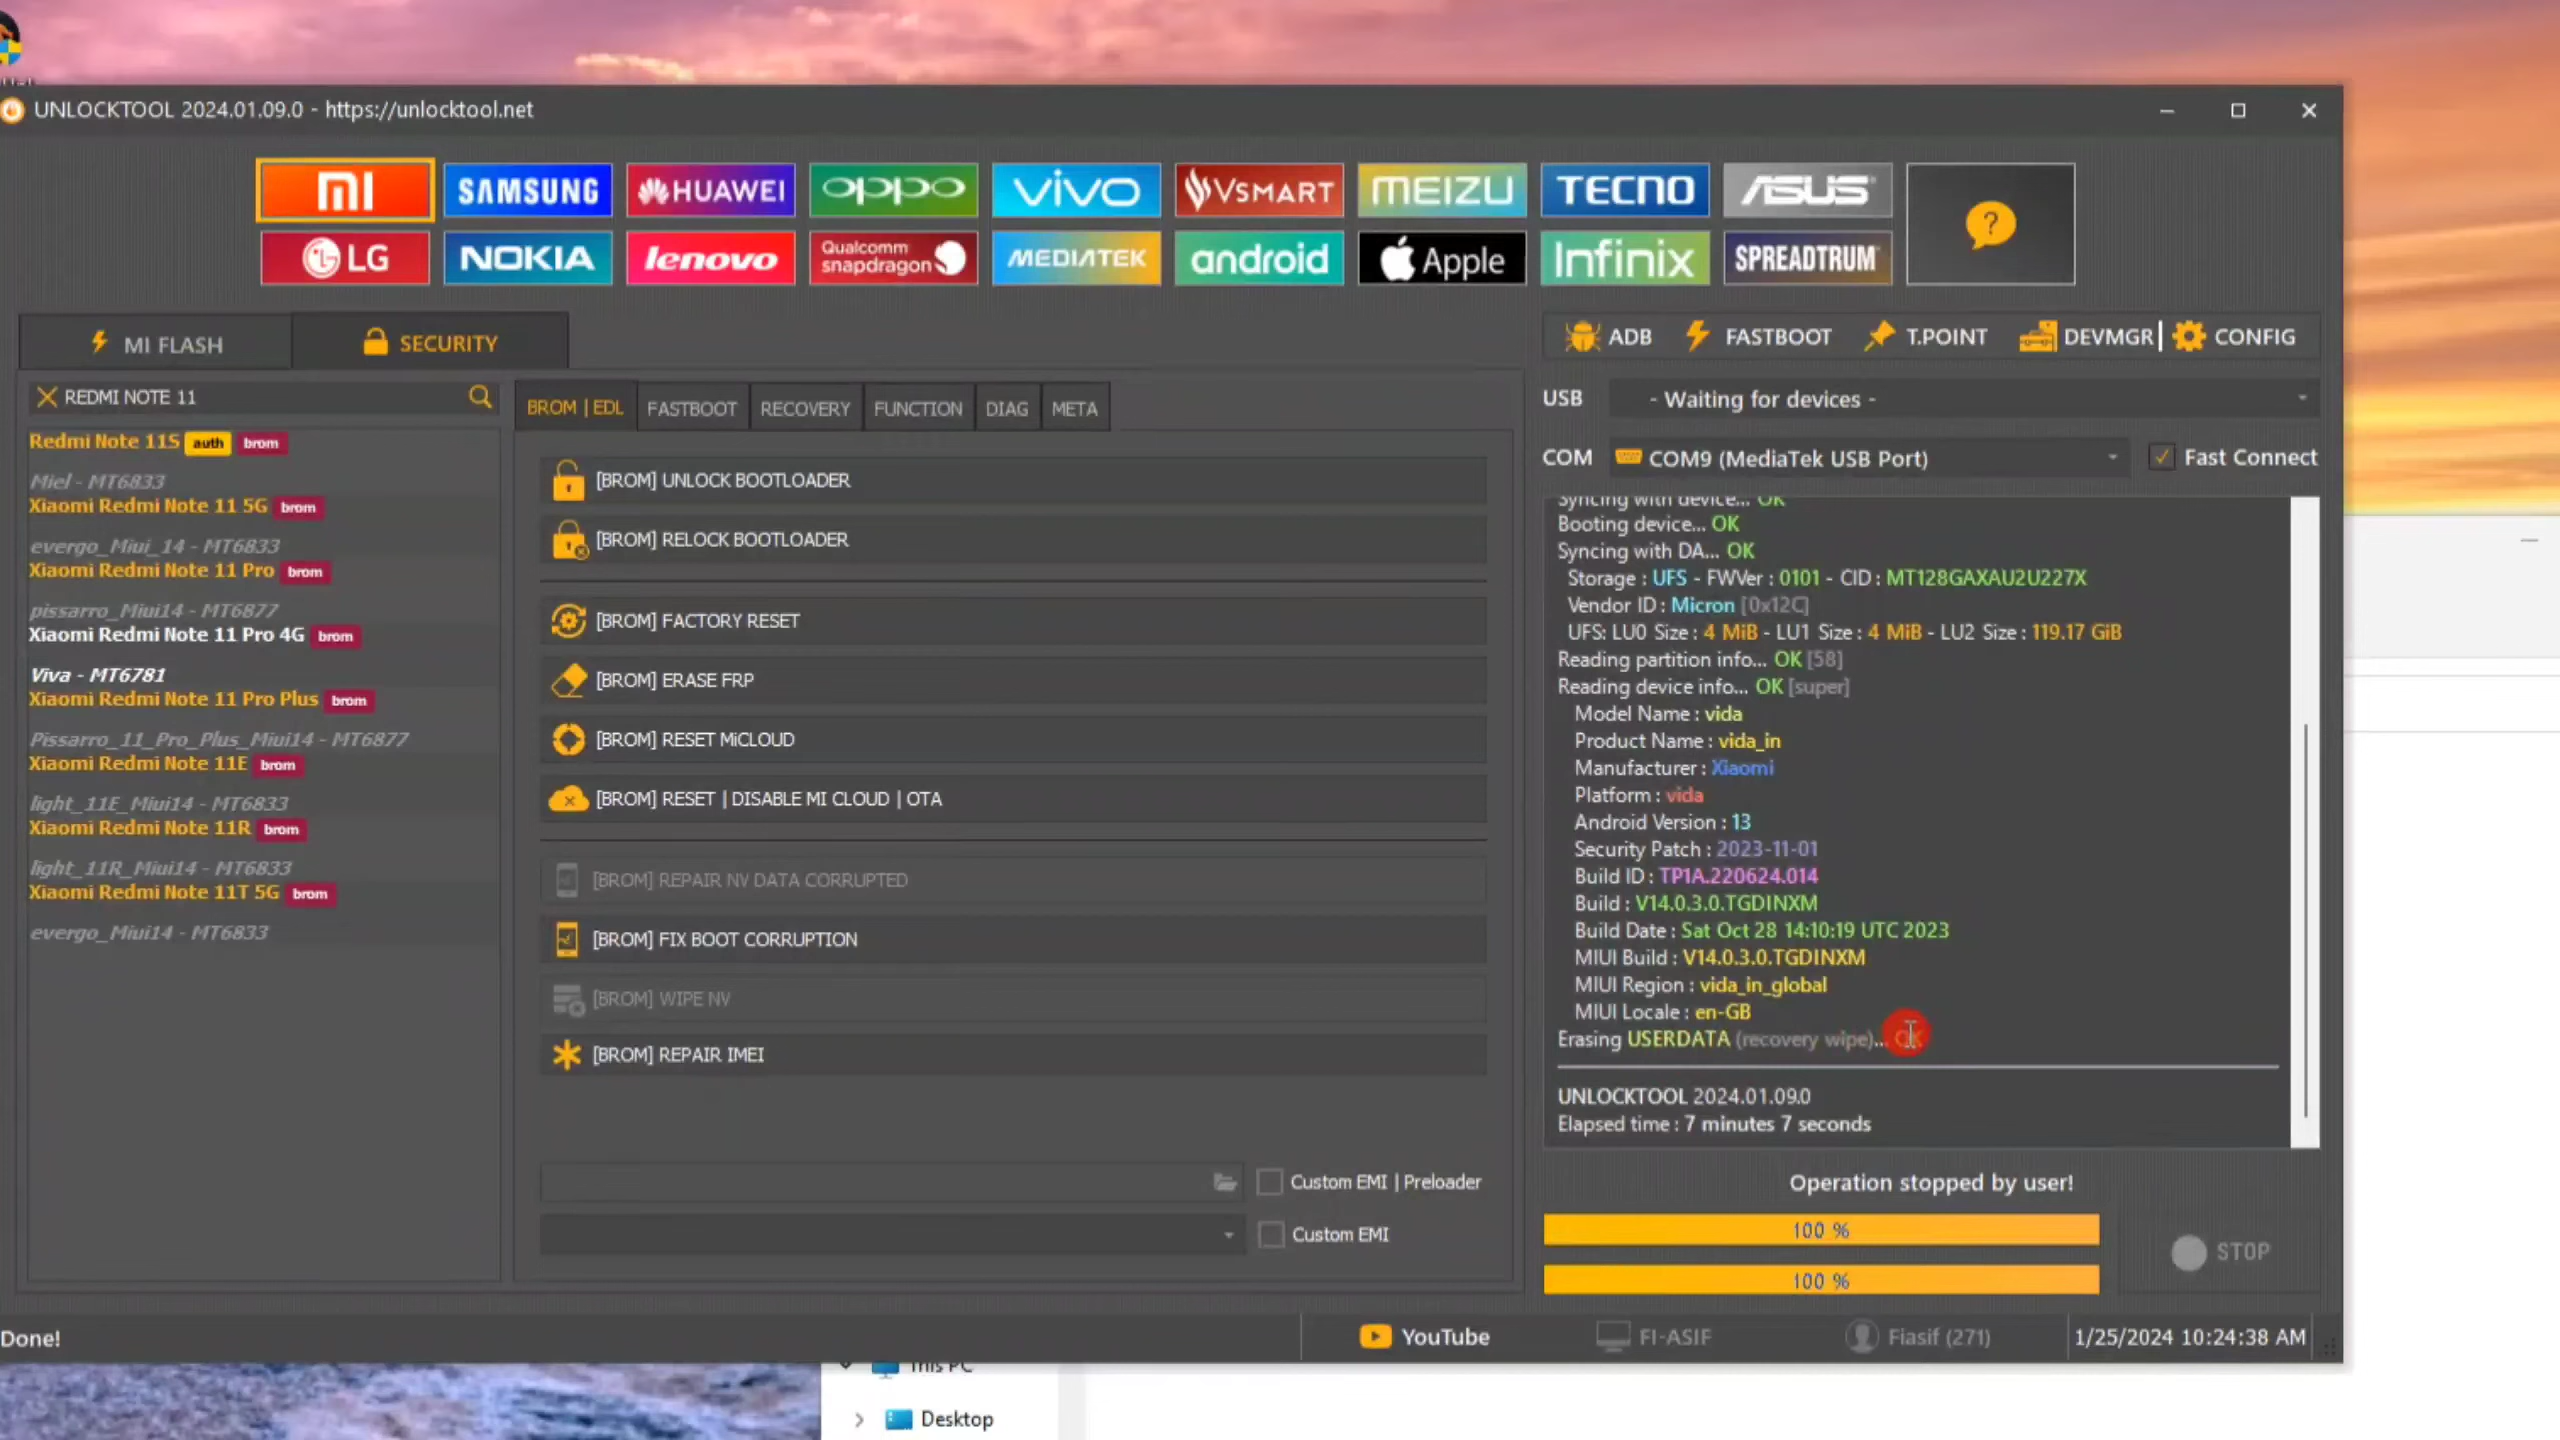 UNLOCKTOOL 2024.01.09.0 - https://unlocktool.net
MI SAMSUNG HUAWEI oppo vivo VSMART MEIZU TECNO ASUS ?
LG NOKIA lenovo Qualcomm snapdragon MEDIATEK android Apple Infinix SPREADTRUM
MI FLASH SECURITY
ADB FASTBOOT T.POINT DEVMGR CONFIG
REDMI NOTE 11
Redmi Note 11S auth brom
Miel - MT6833
Xiaomi Redmi Note 11 5G brom
evergo_Miui_14 - MT6833
Xiaomi Redmi Note 11 Pro brom
pissarro_Miui14 - MT6877
Xiaomi Redmi Note 11 Pro 4G brom
Viva - MT6781
Xiaomi Redmi Note 11 Pro Plus brom
Pissarro_11_Pro_Plus_Miui14 - MT6877
Xiaomi Redmi Note 11E brom
light_11E_Miui14 - MT6833
Xiaomi Redmi Note 11R brom
light_11R_Miui14 - MT6833
Xiaomi Redmi Note 11T 5G brom
evergo_Miui14 - MT6833
BROM | EDL FASTBOOT RECOVERY FUNCTION DIAG META
[BROM] UNLOCK BOOTLOADER
[BROM] RELOCK BOOTLOADER
[BROM] FACTORY RESET
[BROM] ERASE FRP
[BROM] RESET MiCLOUD
[BROM] RESET | DISABLE MI CLOUD | OTA
[BROM] REPAIR NV DATA CORRUPTED
[BROM] FIX BOOT CORRUPTION
[BROM] WIPE NV
[BROM] REPAIR IMEI
Custom EMI | Preloader
Custom EMI
USB - Waiting for devices -
COM COM9 (MediaTek USB Port) Fast Connect
Syncing with device... OK
Booting device... OK
Syncing with DA... OK
Storage : UFS - FWVer : 0101 - CID : MT128GAXAU2U227X
Vendor ID : Micron [0x12C]
UFS: LU0 Size : 4 MiB - LU1 Size : 4 MiB - LU2 Size : 119.17 GiB
Reading partition info... OK [58]
Reading device info... OK [super]
Model Name : vida
Product Name : vida_in
Manufacturer : Xiaomi
Platform : vida
Android Version : 13
Security Patch : 2023-11-01
Build ID : TP1A.220624.014
Build : V14.0.3.0.TGDINXM
Build Date : Sat Oct 28 14:10:19 UTC 2023
MIUI Build : V14.0.3.0.TGDINXM
MIUI Region : vida_in_global
MIUI Locale : en-GB
Erasing USERDATA (recovery wipe)... OK
UNLOCKTOOL 2024.01.09.0
Elapsed time : 7 minutes 7 seconds
Operation stopped by user!
100 %
100 %
STOP
Done!
YouTube FI-ASIF Fiasif (271) 1/25/2024 10:24:38 AM
This PC
Desktop